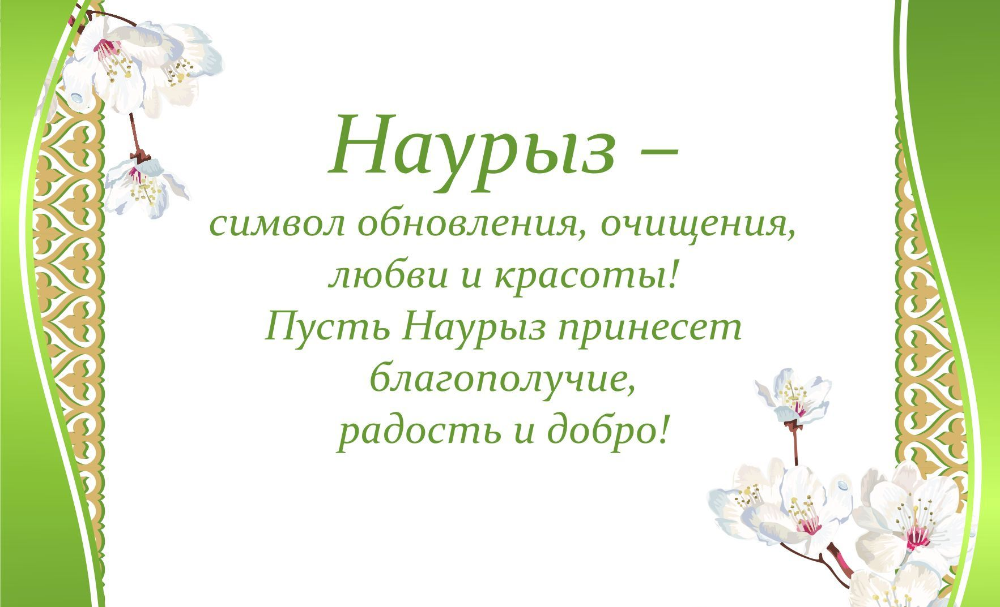 Наурыз –
символ обновления, очищения,
любви и красоты!
Пусть Наурыз принесет
благополучие,
радость и добро!